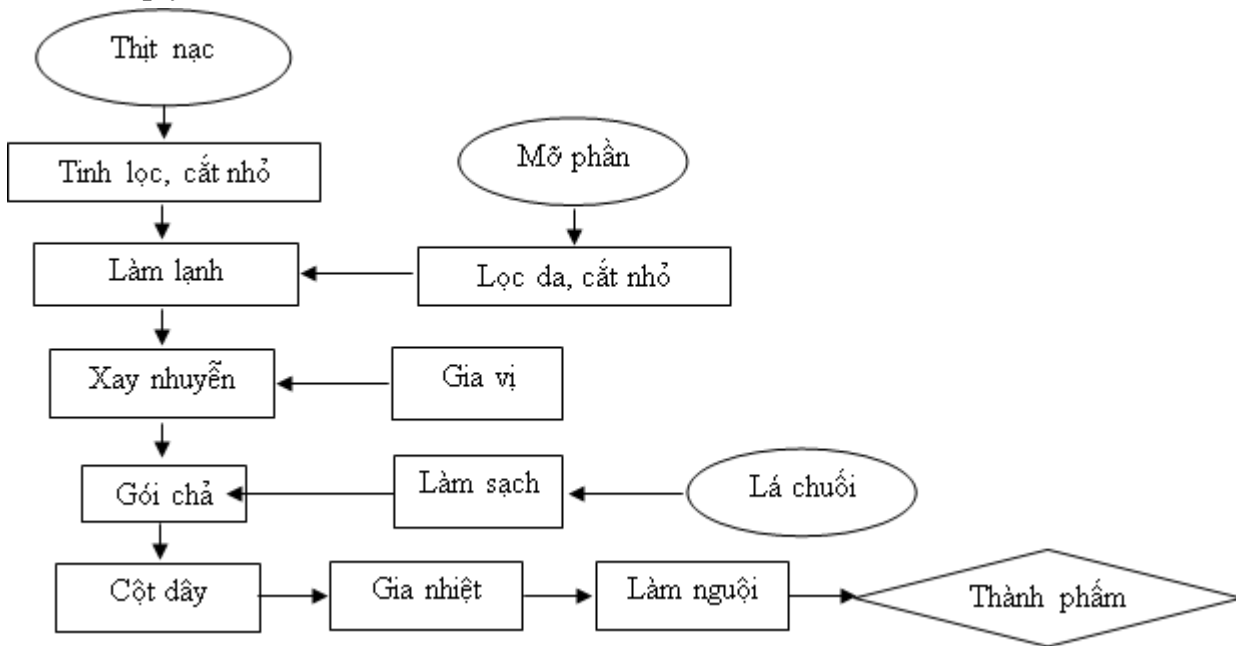 Thịt nạc
Tinh lọc, cắt nhỏ
Mỡ phần
Làm lạnh
Lọc da, cắt nhỏ
Xay nhuyễn
Gia vị
Gói chả
Làm sạch
Lá chuối
Cột dây
Gia nhiệt
Làm nguội
Thành phấm